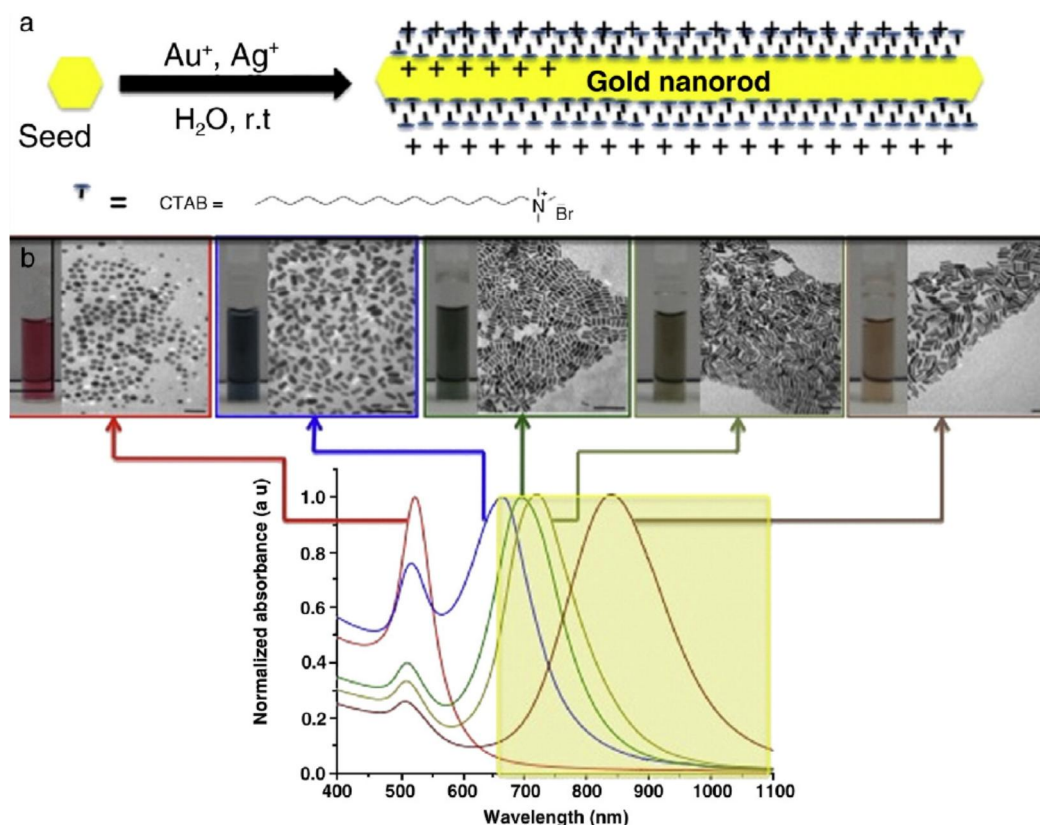 a
Au+, Ag+
H2O, r.t
Seed
Gold nanorod
= CTAB =
N+
Br
b
Normalized absorbance (a u)
1.0
0.8
0.6
0.4
0.2
0.0
400 500 600 700 800 900 1000 1100
Wavelength (nm)